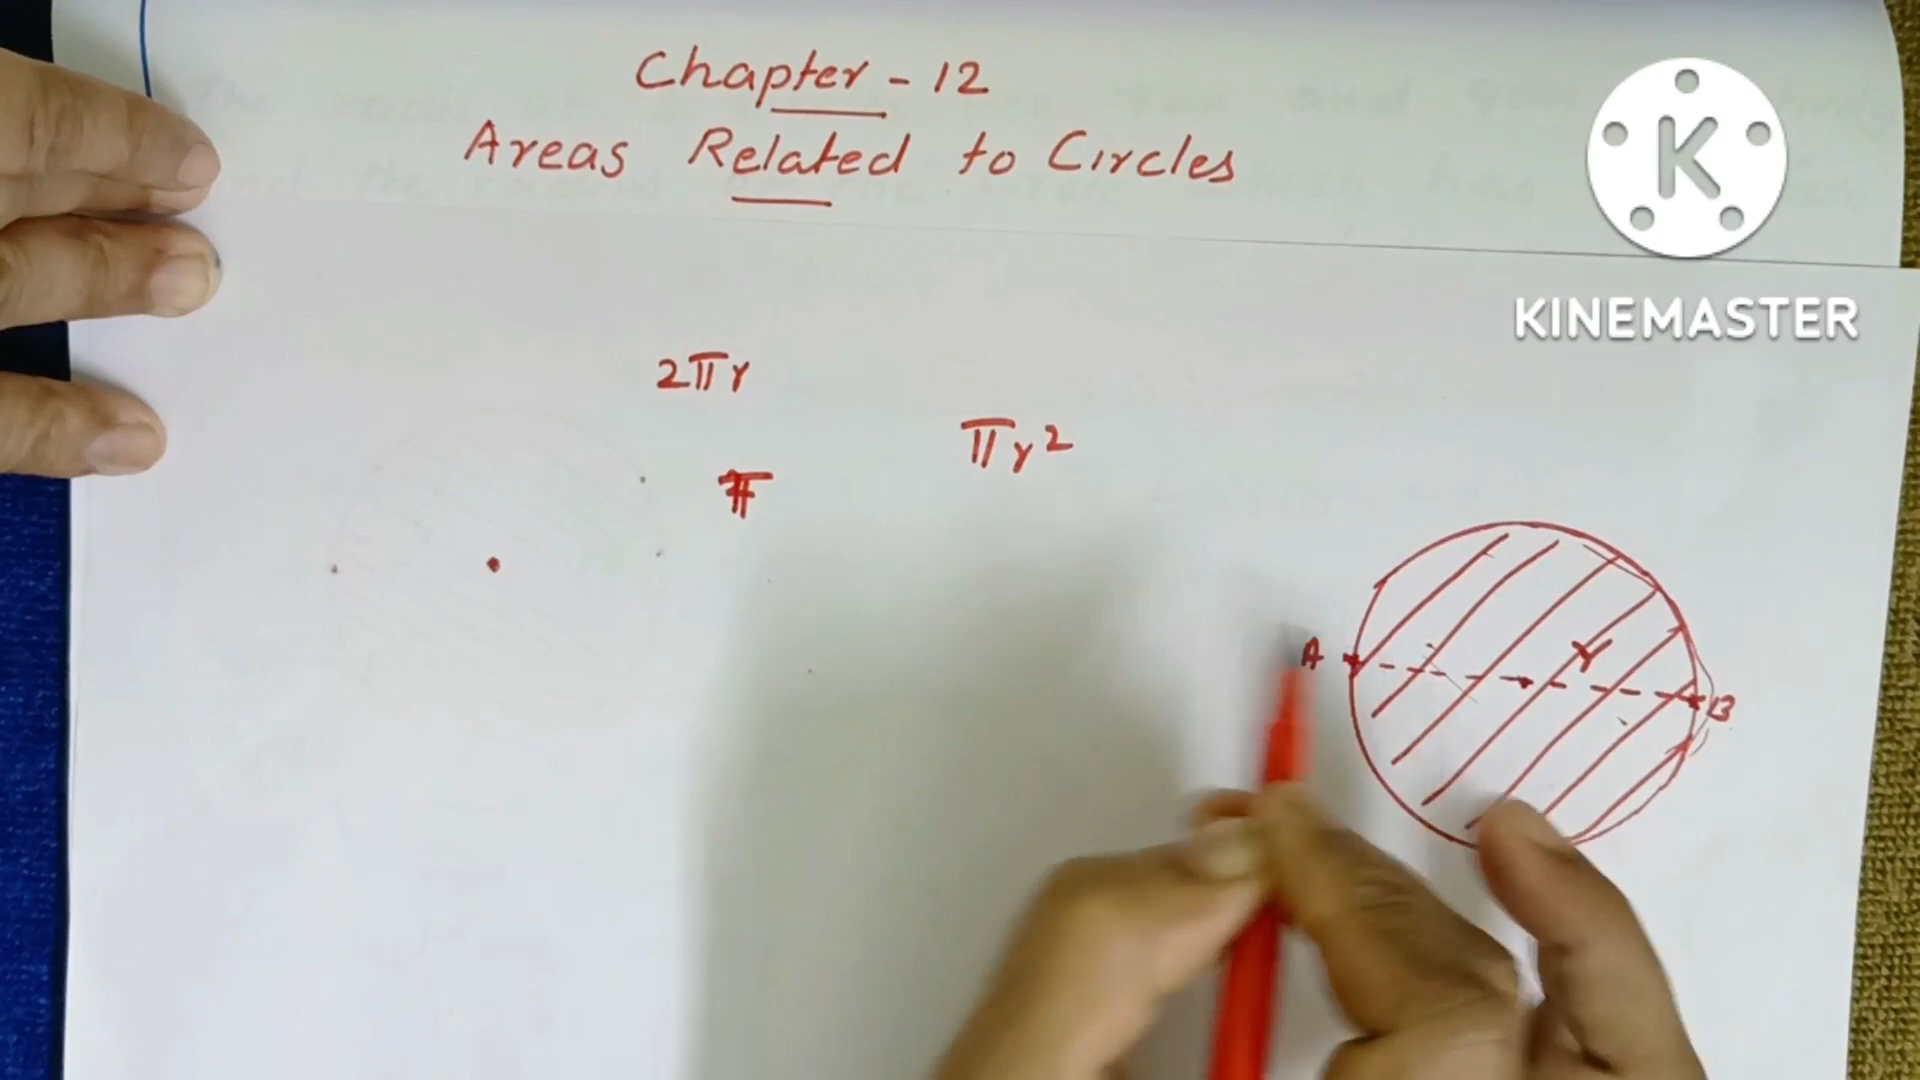 Chapter - 12
Areas Related to Circles
K
KINEMASTER
2πr
πr²
π
A
r
B